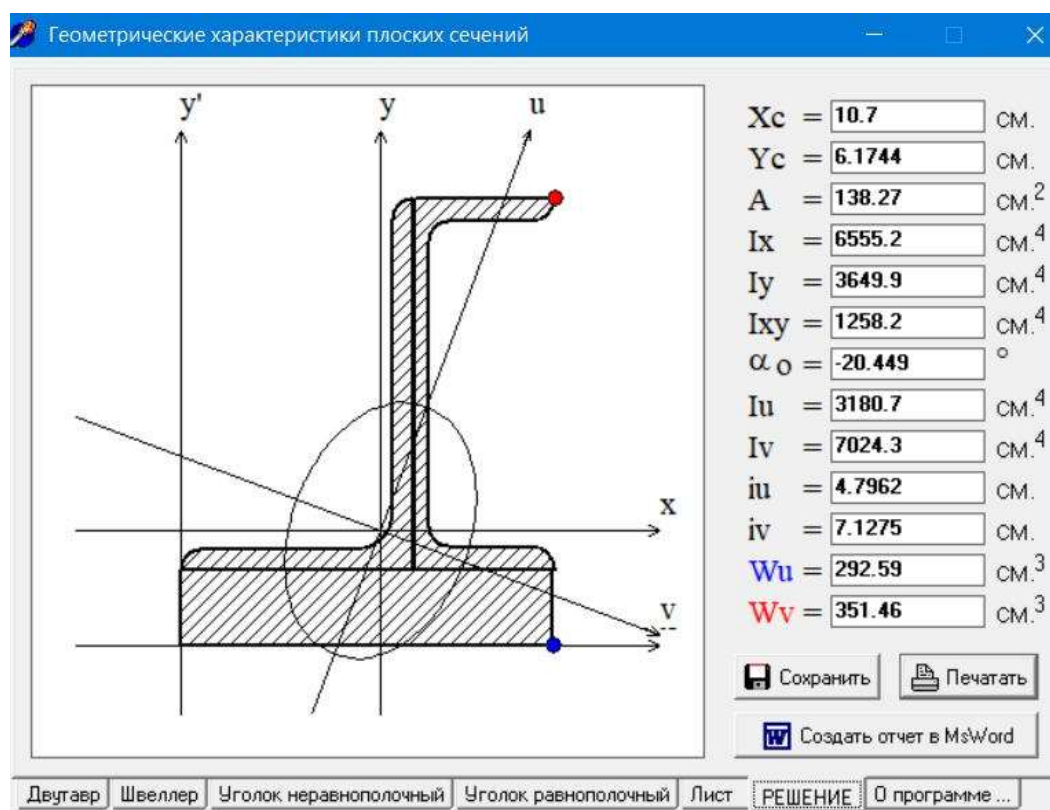 Геометрические характеристики плоских сечений
y'
y
u
x
v
Xc = 10.7 см.
Yc = 6.1744 см.
A = 138.27 см.2
Ix = 6555.2 см.4
Iy = 3649.9 см.4
Ixy = 1258.2 см.4
αo = -20.449 °
Iu = 3180.7 см.4
Iv = 7024.3 см.4
iu = 4.7962 см.
iv = 7.1275 см.
Wu = 292.59 см.3
Wv = 351.46 см.3
Сохранить Печатать
Создать отчет в MsWord
Двутавр Швеллер Уголок неравнополочный Уголок равнополочный Лист РЕШЕНИЕ О программе ...